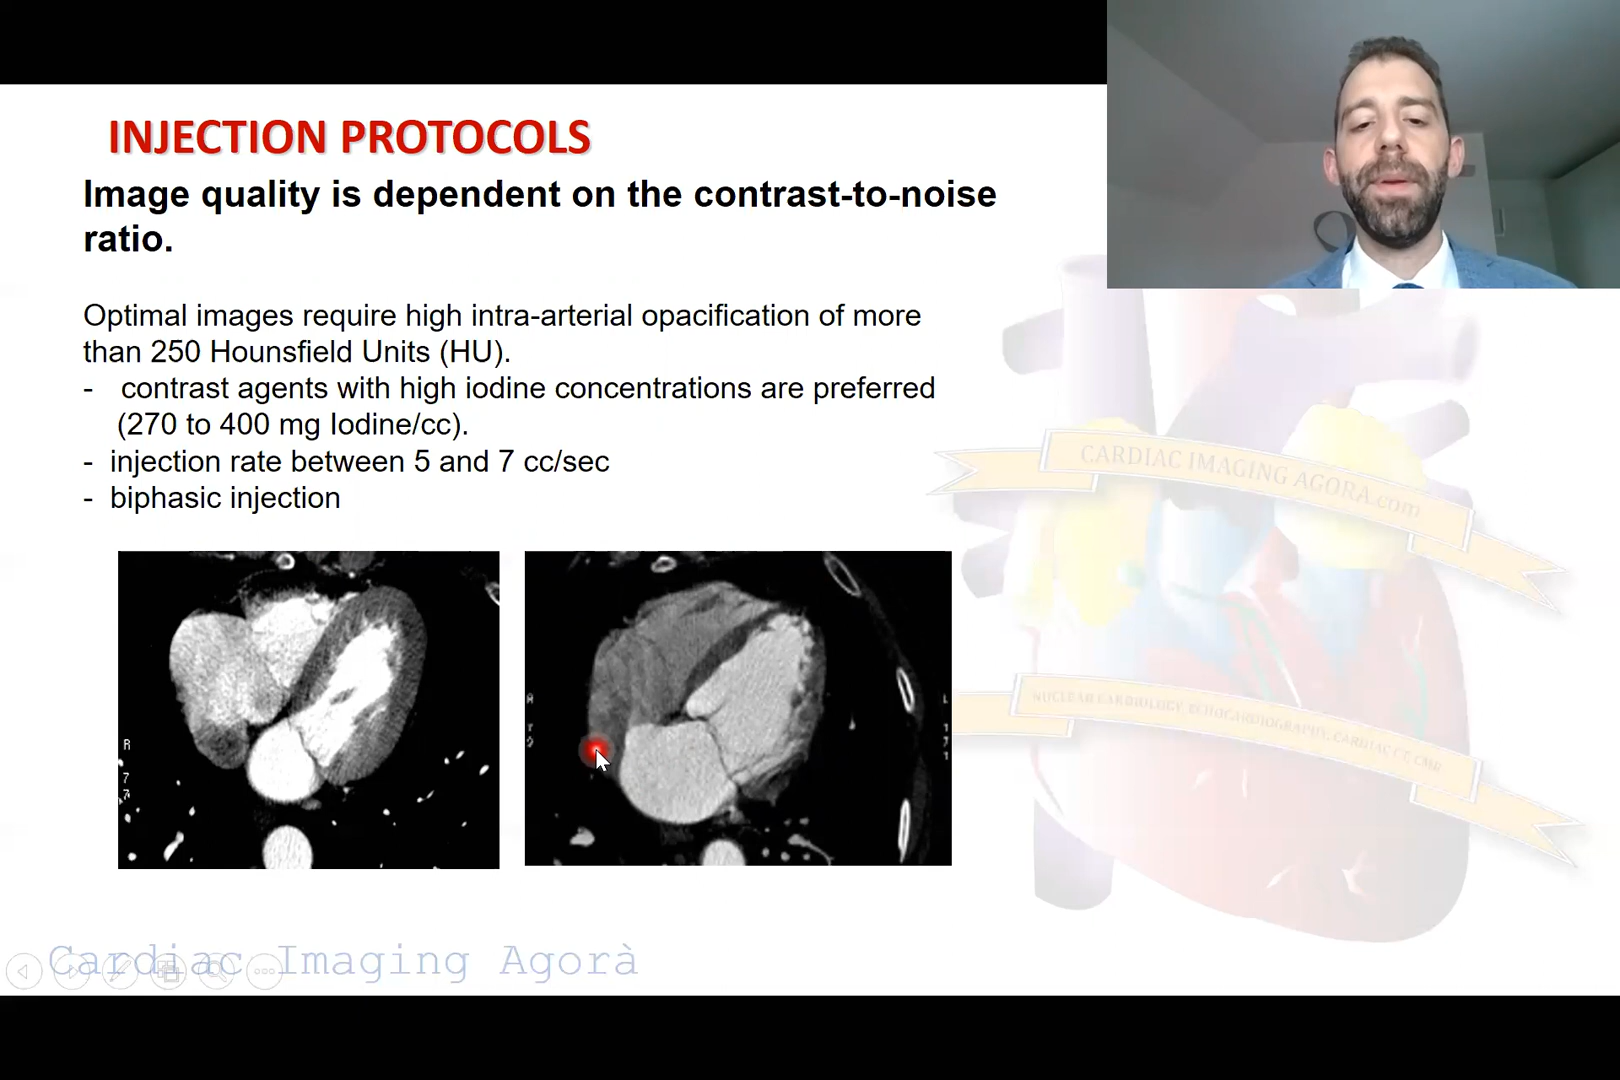 INJECTION PROTOCOLS
Image quality is dependent on the contrast-to-noise
ratio.
Optimal images require high intra-arterial opacification of more
than 250 Hounsfield Units (HU).
- contrast agents with high iodine concentrations are preferred
(270 to 400 mg Iodine/cc).
- injection rate between 5 and 7 cc/sec
- biphasic injection
CARDIAC IMAGING AGORA.com
NUCLEAR CARDIOLOGY, ECHOCARDIOGRAPHY, CARDIAC CT, CMR
R
7
L
Cardiac Imaging Agorà